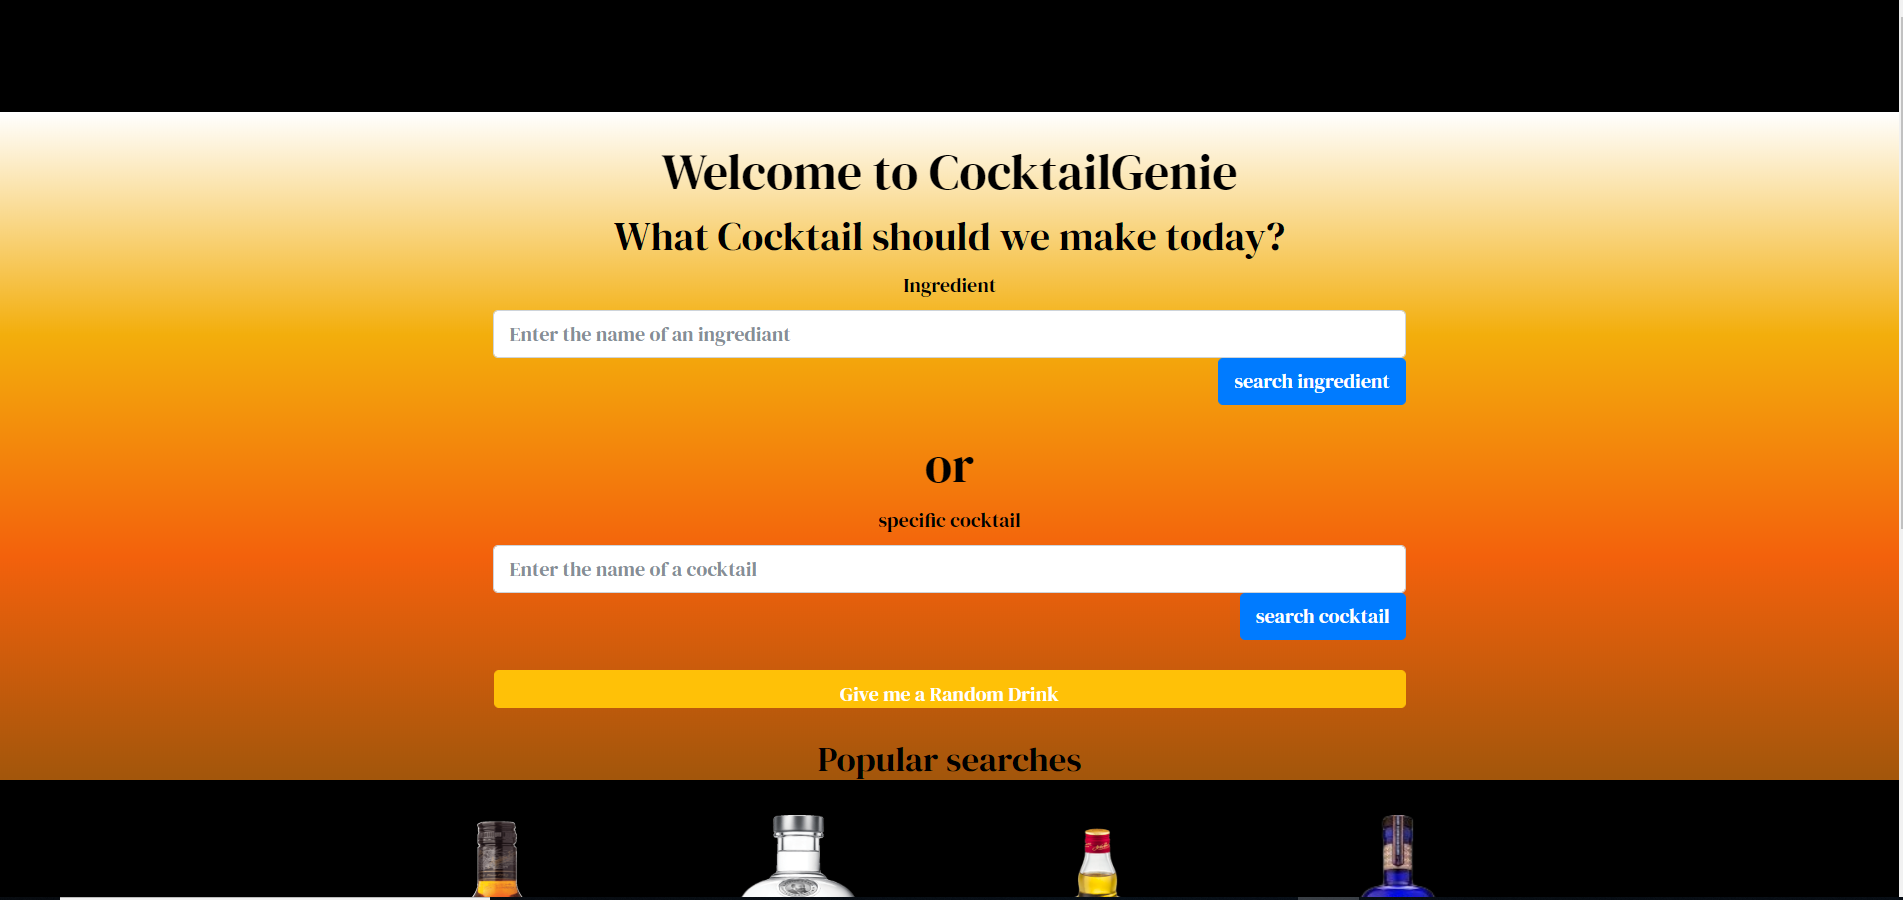 Welcome to CocktailGenie
What Cocktail should we make today?
Ingredient
Enter the name of an ingrediant
search ingredient
or
specific cocktail
Enter the name of a cocktail
search cocktail
Give me a Random Drink
Popular searches